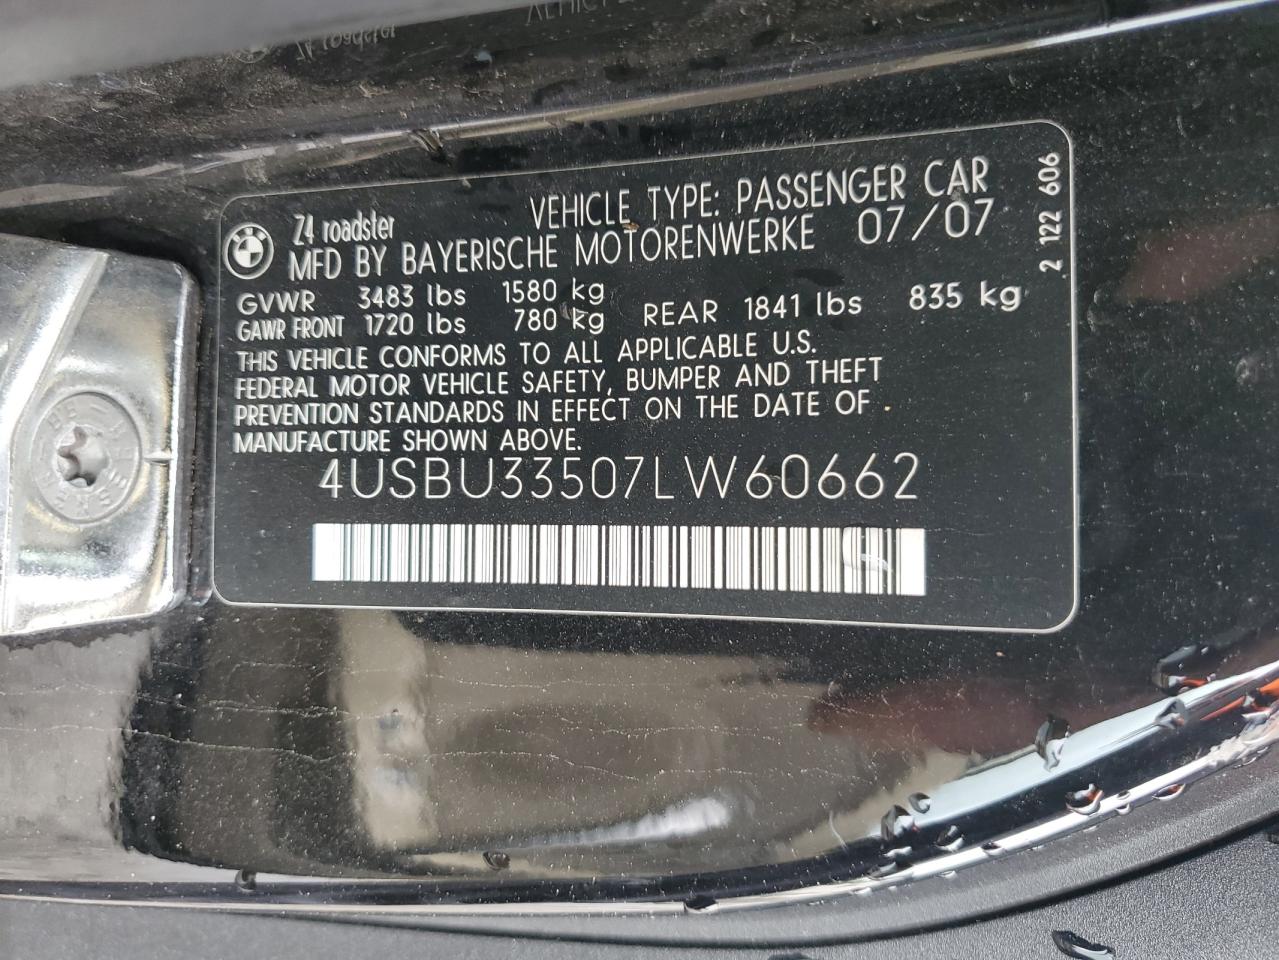 Z4 roadster
VEHICLE TYPE: PASSENGER CAR
MFD BY BAYERISCHE MOTORENWERKE 07/07
GVWR 3483 lbs 1580 kg
GAWR FRONT 1720 lbs 780 kg REAR 1841 lbs 835 kg
THIS VEHICLE CONFORMS TO ALL APPLICABLE U.S.
FEDERAL MOTOR VEHICLE SAFETY, BUMPER AND THEFT
PREVENTION STANDARDS IN EFFECT ON THE DATE OF
MANUFACTURE SHOWN ABOVE.
4USBU33507LW60662
2 122 606